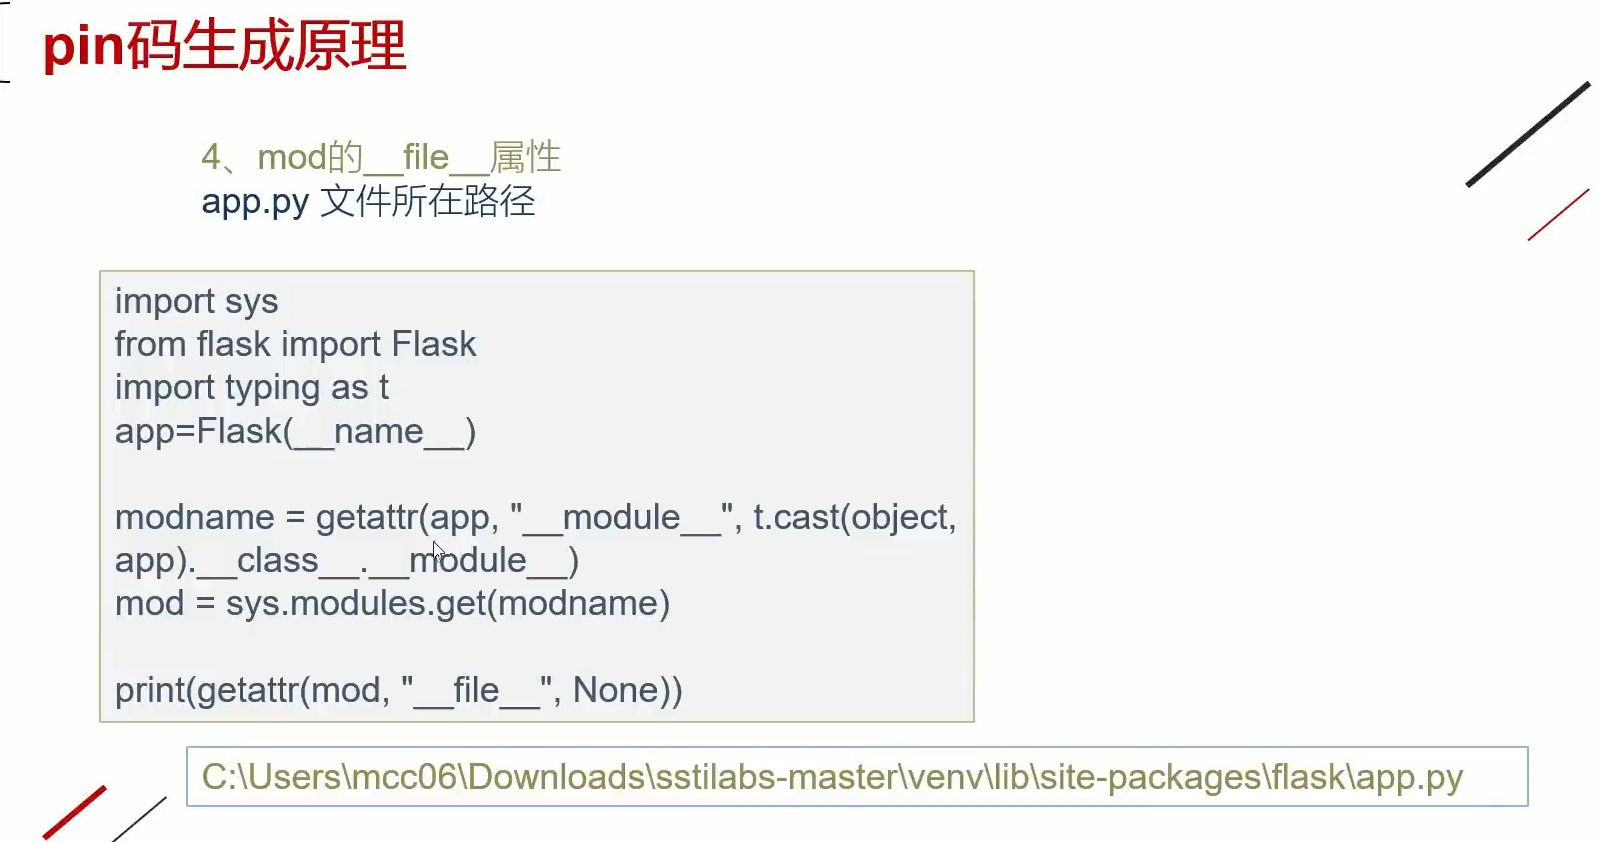 pin码生成原理
4、mod的__file__属性
app.py 文件所在路径
import sys
from flask import Flask
import typing as t
app=Flask(__name__)
modname = getattr(app, "__module__", t.cast(object,
app).__class__.__module__)
mod = sys.modules.get(modname)
print(getattr(mod, "__file__", None))
C:\Users\mcc06\Downloads\sstilabs-master\venv\lib\site-packages\flask\app.py